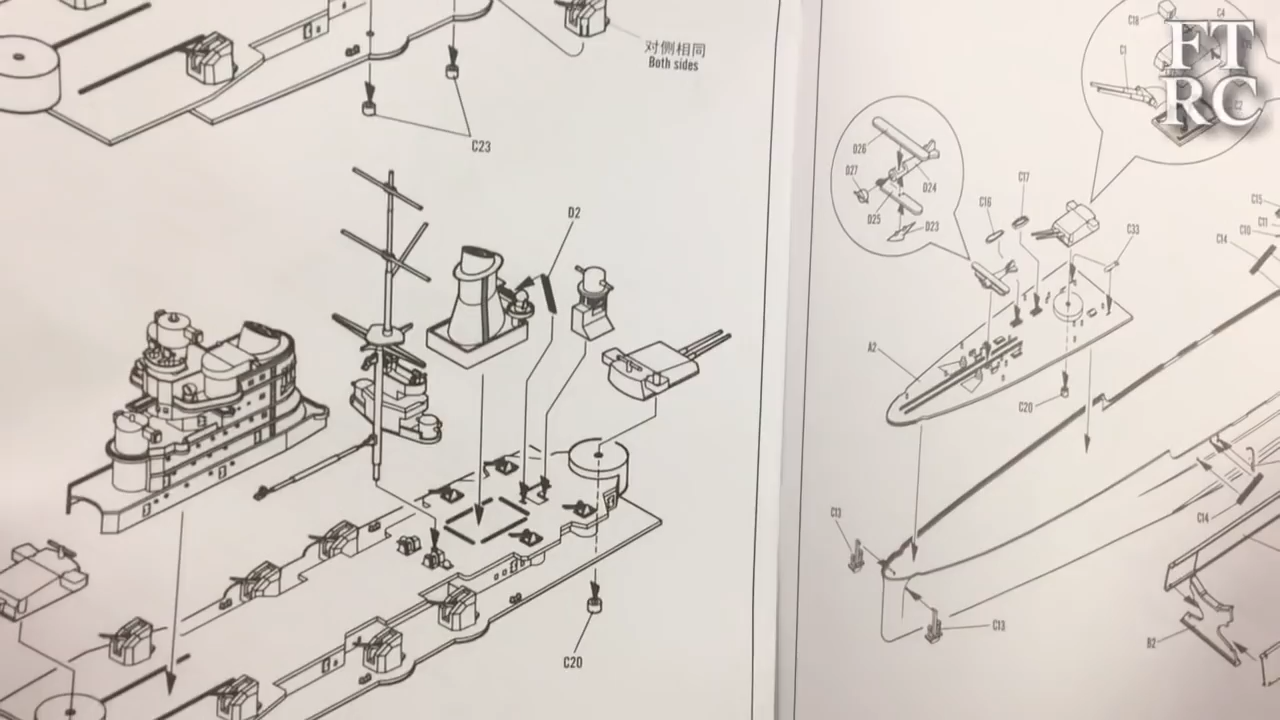 对侧相同
Both sides
C23
D2
C20
C18
C4
C1
C2
FT
RC
D26
D27
D24
D25
D23
C16
C17
C33
A2
C20
C15
C11
C10
C14
C13
C14
C13
B2